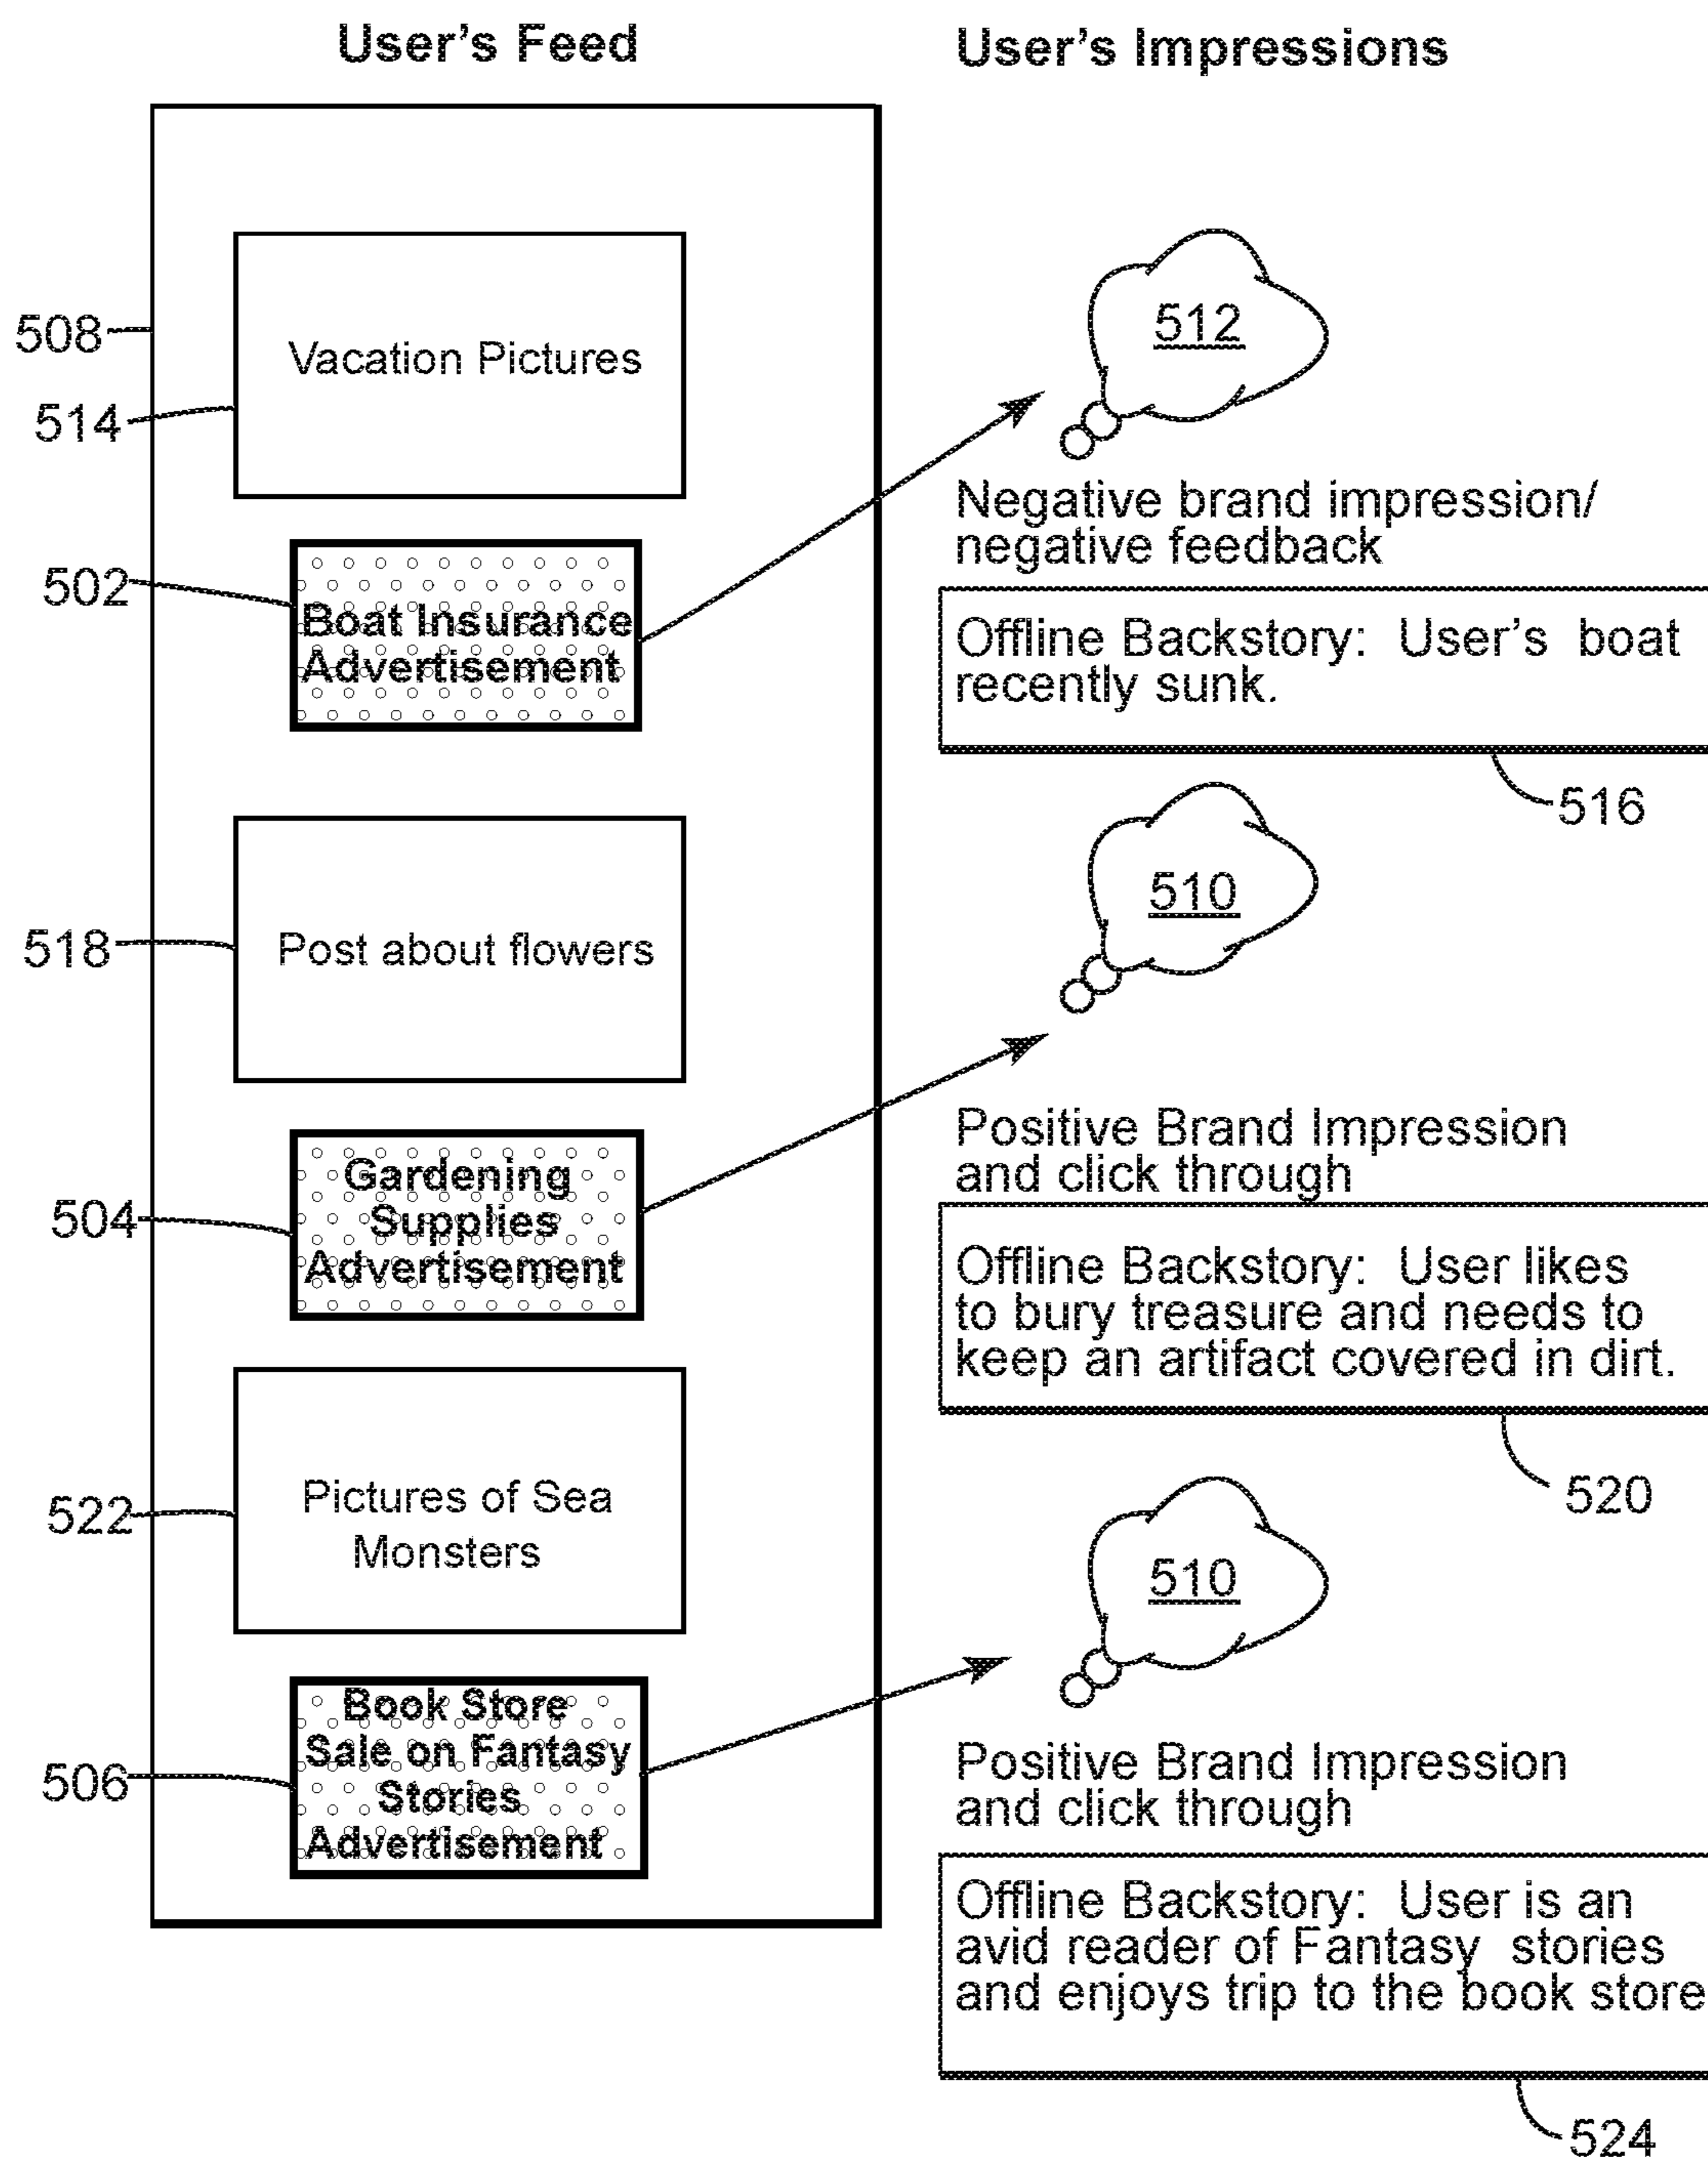 User's Feed
508
514
Vacation Pictures
502
Boat Insurance
Advertisement
518
Post about flowers
504
Gardening
Supplies
Advertisement
522
Pictures of Sea
Monsters
506
Book Store
Sale on Fantasy
Stories
Advertisement
User's Impressions
512
Negative brand impression/
negative feedback
Offline Backstory: User's boat
recently sunk.
516
510
Positive Brand Impression
and click through
Offline Backstory: User likes
to bury treasure and needs to
keep an artifact covered in dirt.
520
510
Positive Brand Impression
and click through
Offline Backstory: User is an
avid reader of Fantasy stories
and enjoys trip to the book store
524